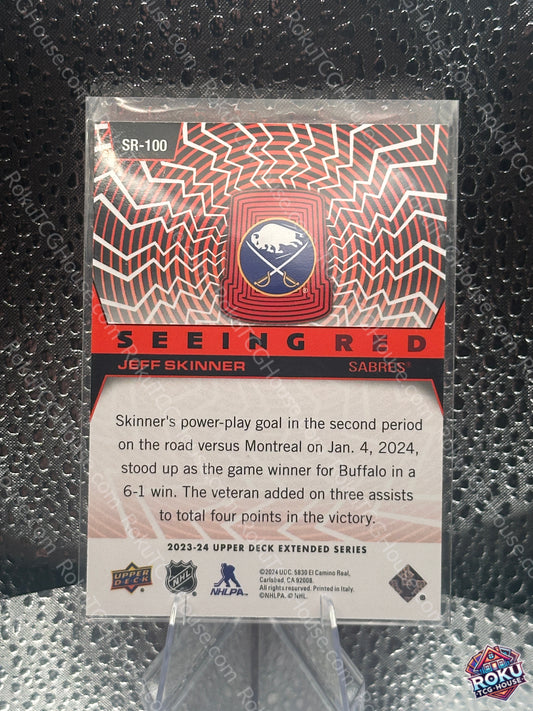 SR-100
SEEING RED
JEFF SKINNER SABRES®
Skinner's power-play goal in the second period
on the road versus Montreal on Jan. 4, 2024,
stood up as the game winner for Buffalo in a
6-1 win. The veteran added on three assists
to total four points in the victory.
2023-24 UPPER DECK EXTENDED SERIES
UPPER DECK
NHL
NHLPA
©2024 UDC. 5830 El Camino Real,
Carlsbad, CA 92008.
All rights reserved. Printed in Italy.
©NHLPA. © NHL.
RokuTCGHouse.com
ROKU
TCG-HOUSE